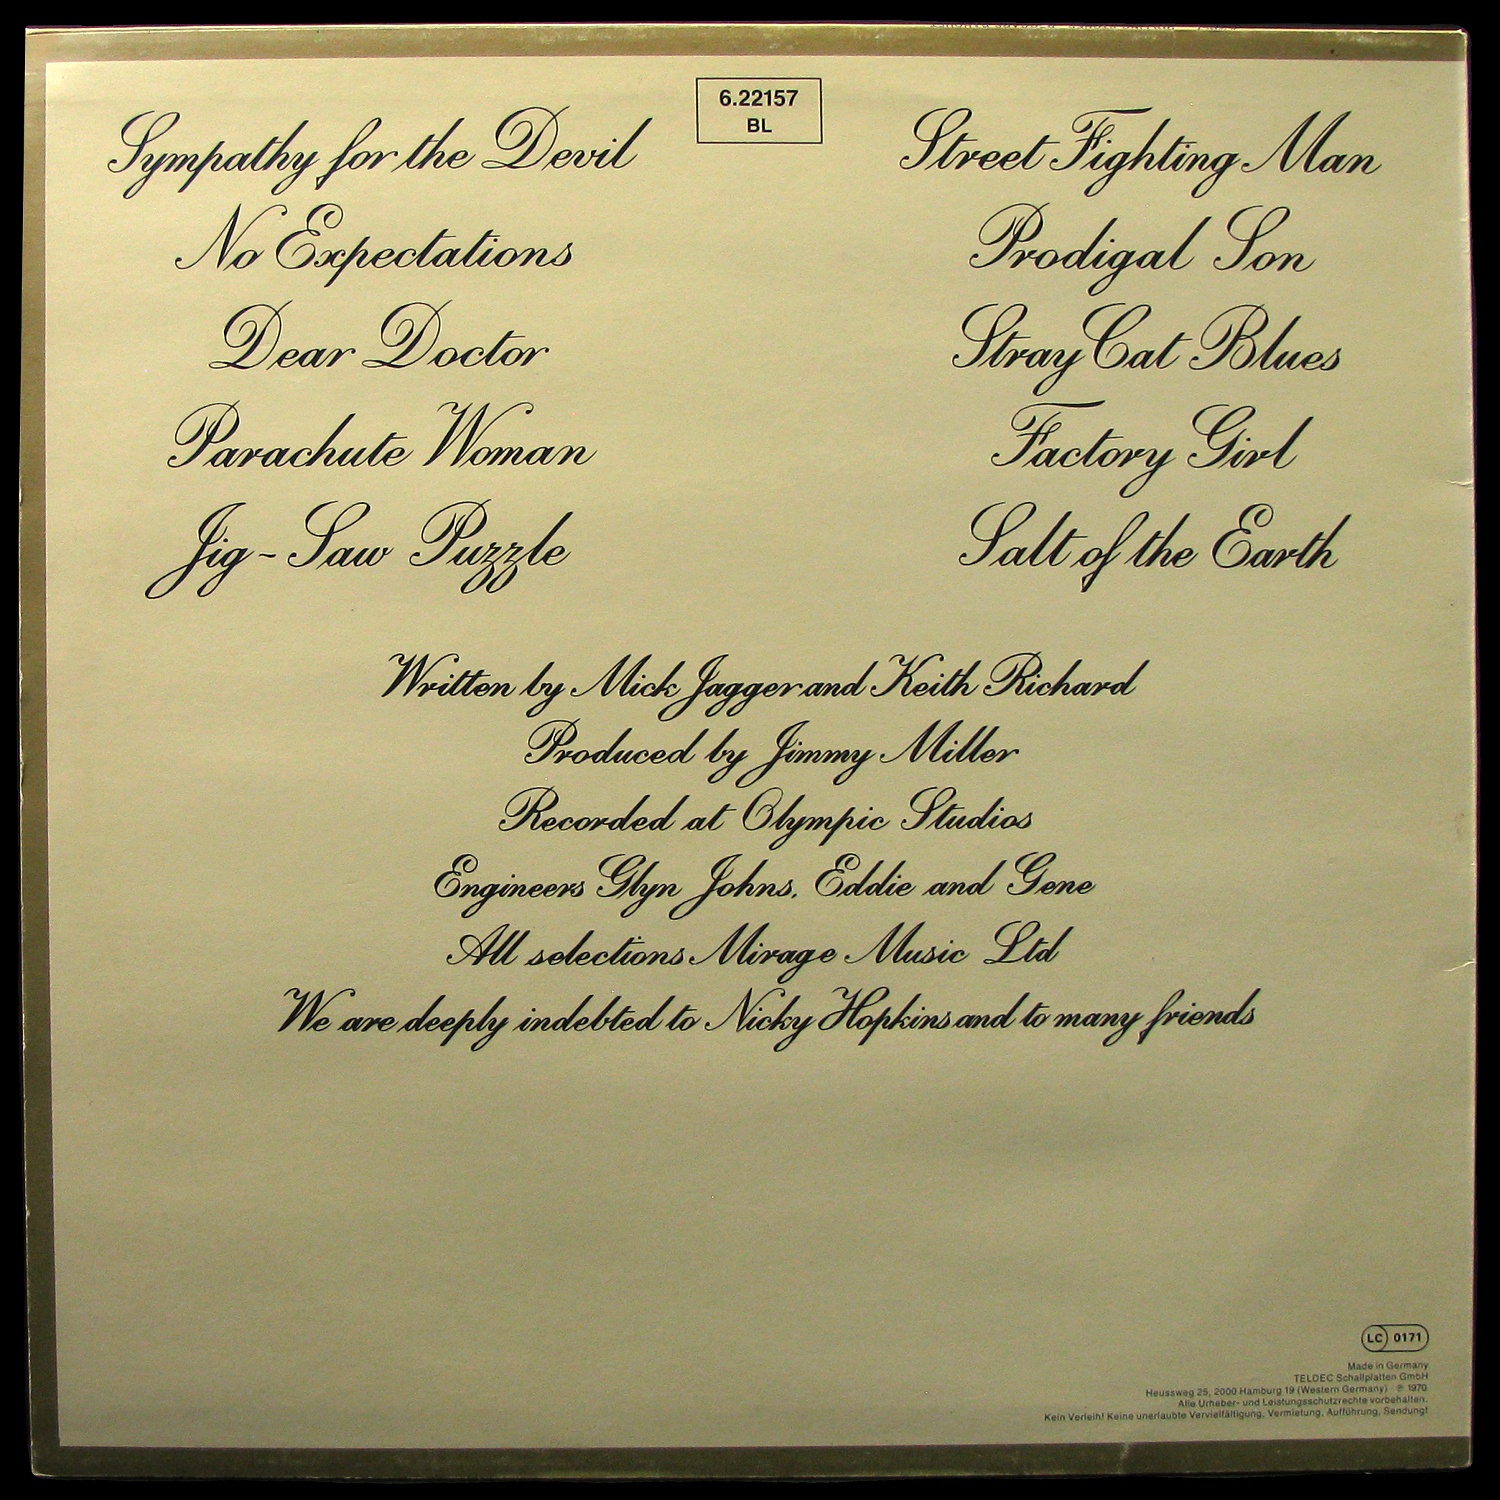 6.22157
BL
Sympathy for the Devil
No Expectations
Dear Doctor
Parachute Woman
Jig-Saw Puzzle
Street Fighting Man
Prodigal Son
Stray Cat Blues
Factory Girl
Salt of the Earth
Written by Mick Jagger and Keith Richard
Produced by Jimmy Miller
Recorded at Olympic Studios
Engineers Glyn Johns, Eddie and Gene
All selections Mirage Music Ltd
We are deeply indebted to Nicky Hopkins and to many friends
LC 0171
Made in Germany
TELDEC Schallplatten GmbH
Heussweg 25, 2000 Hamburg 19 (Western Germany) ℗ 1970
Alle Urheber- und Leistungsschutzrechte vorbehalten.
Kein Verleih! Keine unerlaubte Vervielfältigung, Vermietung, Aufführung, Sendung!